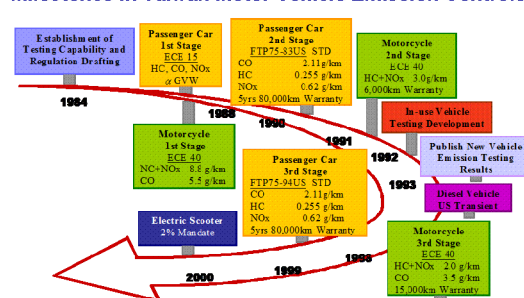 Establishment of
Testing Capability and
Regulation Drafting
Passenger Car
1st Stage
ECE 15
HC, CO, NOx
α GVW
Passenger Car
2nd Stage
FTP75-83US STD
CO 2.11g/km
HC 0.255 g/km
NOx 0.62 g/km
5yrs 80,000km Warranty
Motorcycle
2nd Stage
ECE 40
HC+NOx 3.0g/km
6,000km Warranty
1984
1988
1990
1991
1992
1993
In-use Vehicle
Testing Development
Publish New Vehicle
Emission Testing
Results
Diesel Vehicle
US Transient
Motorcycle
1st Stage
ECE 40
NC+NOx 8.8 g/km
CO 5.5 g/km
Passenger Car
3rd Stage
FTP75-94US STD
CO 2.11g/km
HC 0.255 g/km
NOx 0.62 g/km
5yrs 80,000km Warranty
Electric Scooter
2% Mandate
Motorcycle
3rd Stage
ECE 40
HC+NOx 2.0 g/km
CO 3.5 g/km
15,000km Warranty
1998
1999
2000